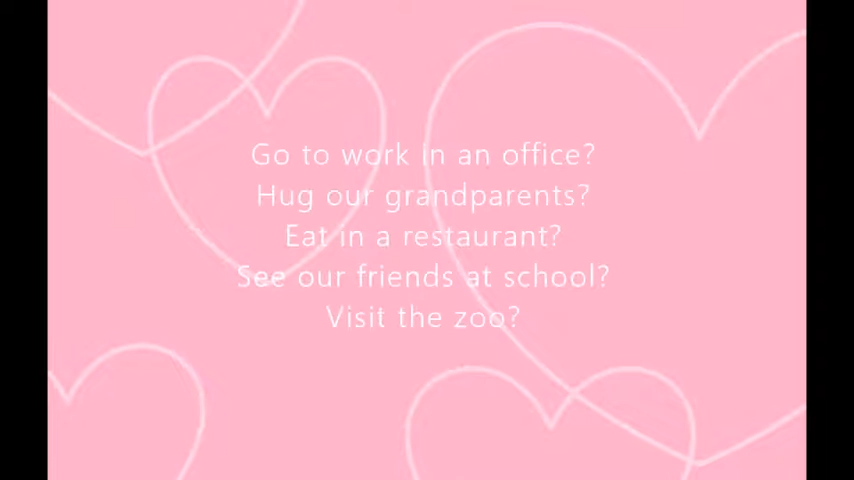 Go to work in an office?
Hug our grandparents?
Eat in a restaurant?
See our friends at school?
Visit the zoo?